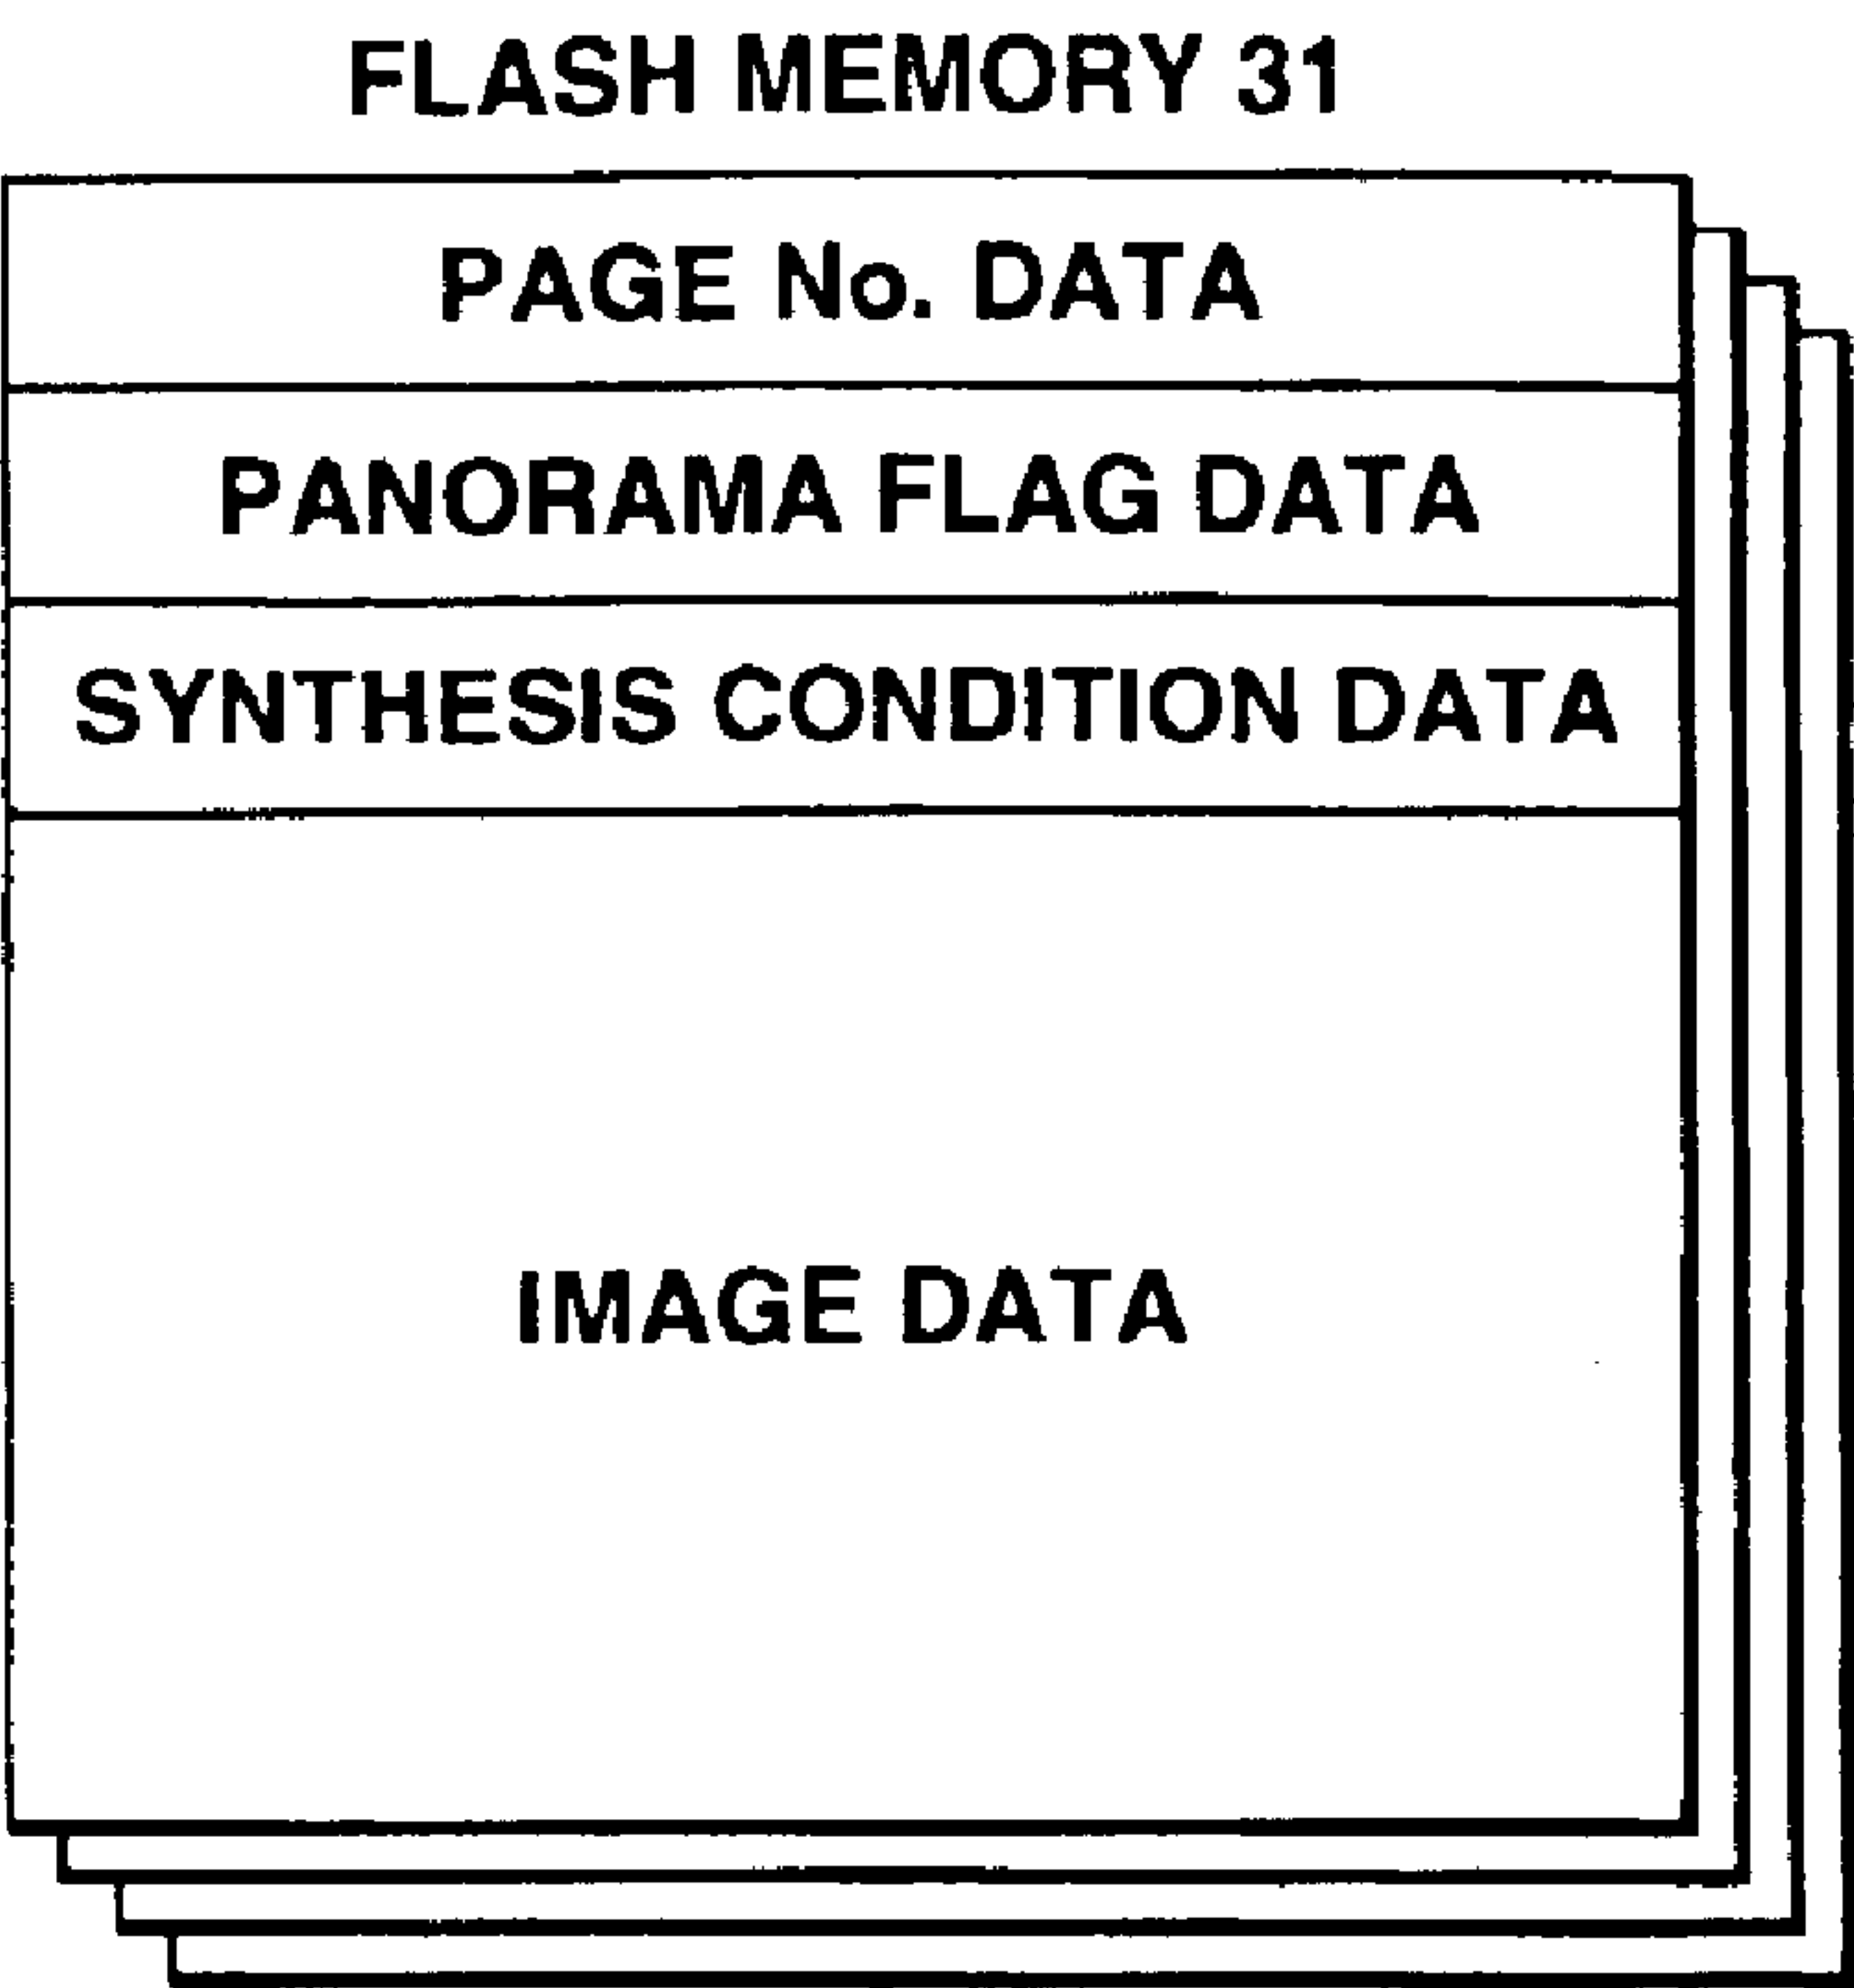 FLASH MEMORY 31
PAGE No. DATA
PANORAMA FLAG DATA
SYNTHESIS CONDITION DATA
IMAGE DATA